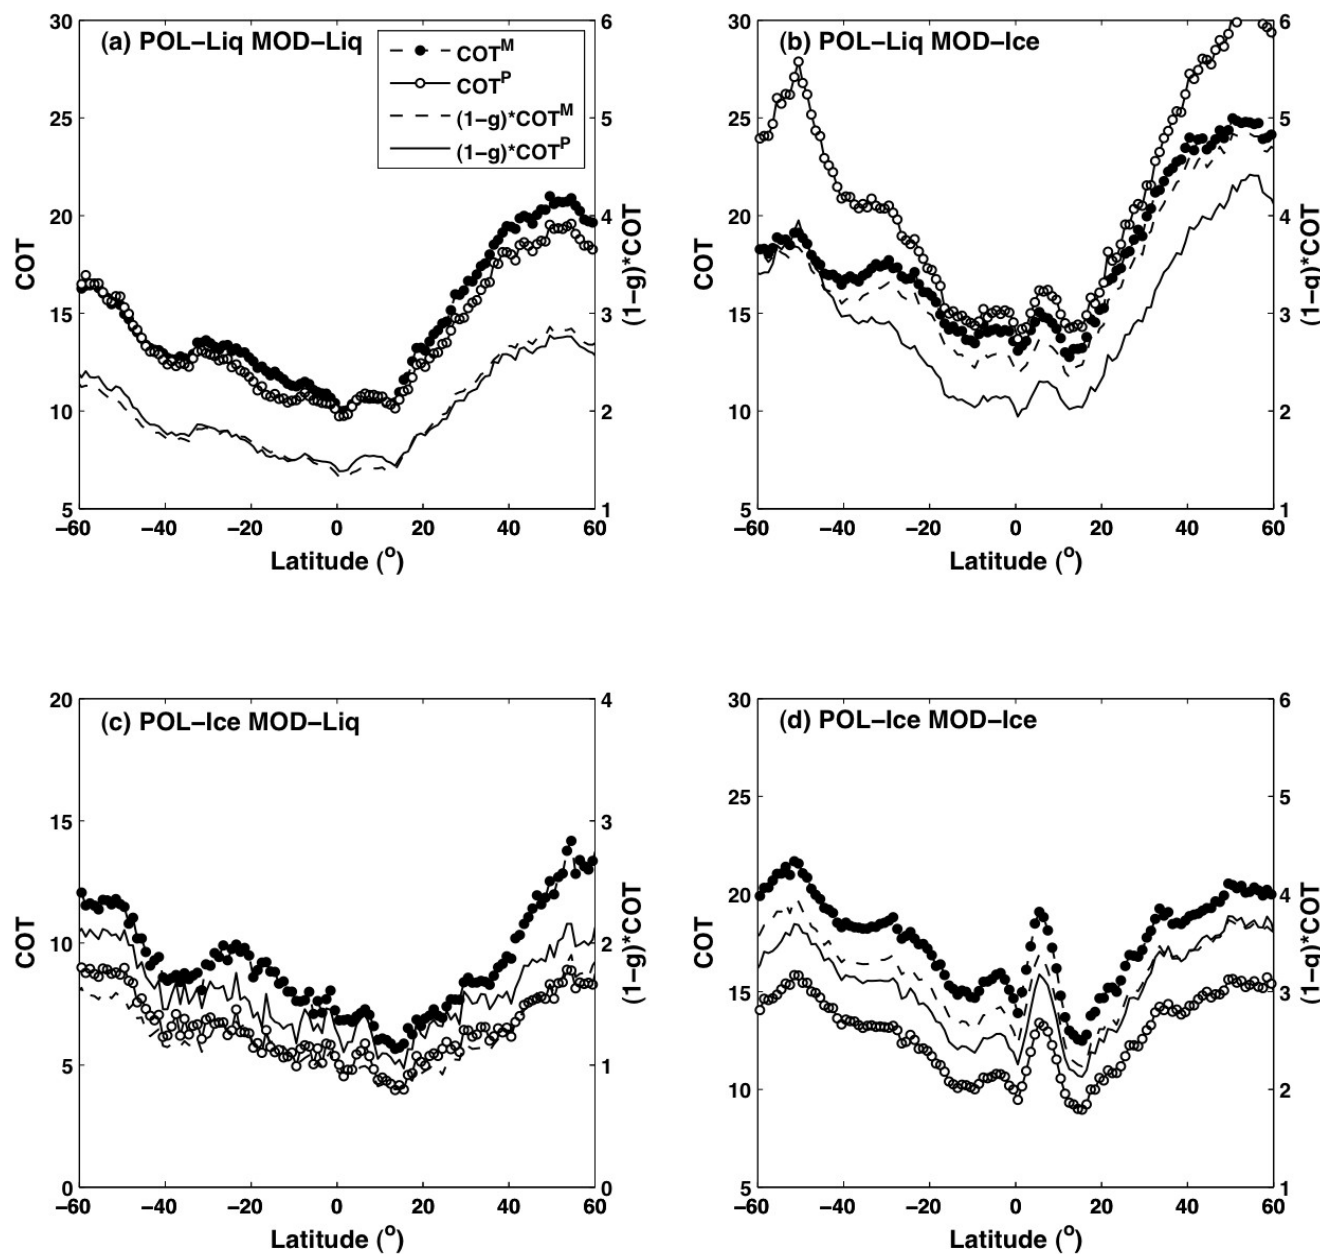 (a) POL–Liq MOD–Liq
COT^M
COT^P
(1–g)*COT^M
(1–g)*COT^P
30
25
20
15
10
5
COT
6
5
4
3
2
1
(1–g)*COT
–60 –40 –20 0 20 40 60
Latitude (°)
(b) POL–Liq MOD–Ice
30
25
20
15
10
5
COT
6
5
4
3
2
1
(1–q)*COT
–60 –40 –20 0 20 40 60
Latitude (°)
(c) POL–Ice MOD–Liq
20
15
10
5
0
COT
4
3
2
1
0
(1–g)*COT
–60 –40 –20 0 20 40 60
Latitude (°)
(d) POL–Ice MOD–Ice
30
25
20
15
10
5
COT
6
5
4
3
2
1
(1–q)*COT
–60 –40 –20 0 20 40 60
Latitude (°)